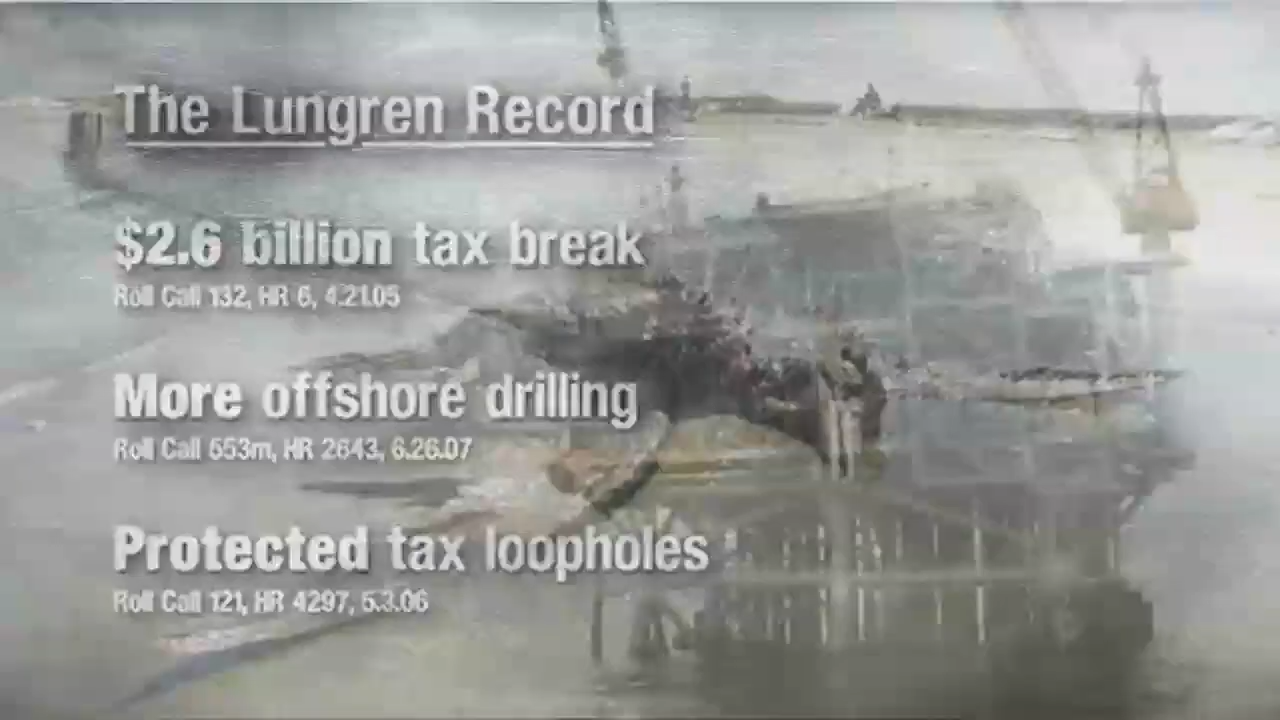 The Lungren Record
$2.6 billion tax break
Roll Call 132, HR 6, 4.21.05
More offshore drilling
Roll Call 553m, HR 2643, 6.26.07
Protected tax loopholes
Roll Call 121, HR 4297, 5.3.06